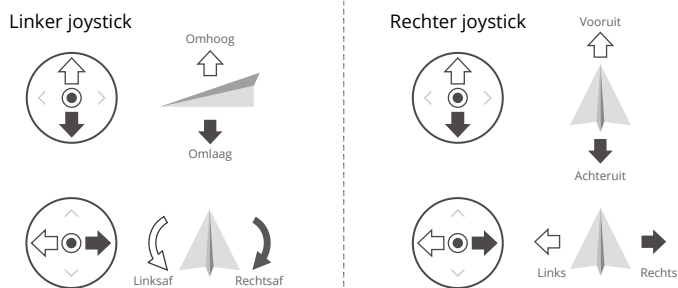 Linker joystick
Omhoog
Omlaag
Linksaf
Rechtsaf
Rechter joystick
Vooruit
Achteruit
Links
Rechts